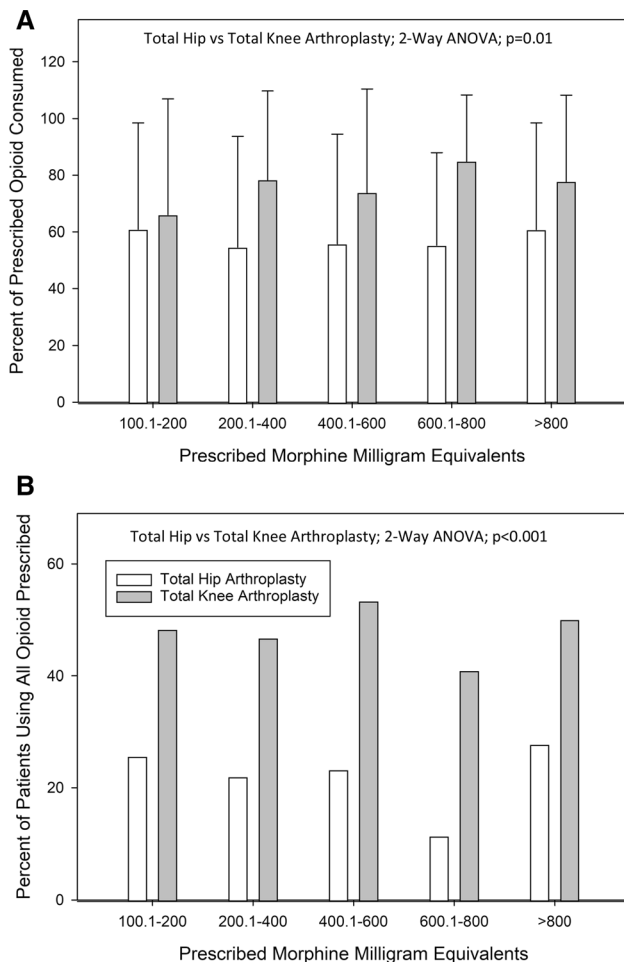 A
Total Hip vs Total Knee Arthroplasty; 2-Way ANOVA; p=0.01
Percent of Prescribed Opioid Consumed
120
100
80
60
40
20
0
100.1-200 200.1-400 400.1-600 600.1-800 >800
Prescribed Morphine Milligram Equivalents
B
Total Hip vs Total Knee Arthroplasty; 2-Way ANOVA; p<0.001
Percent of Patients Using All Opioid Prescribed
60
Total Hip Arthroplasty
Total Knee Arthroplasty
40
20
0
100.1-200 200.1-400 400.1-600 600.1-800 >800
Prescribed Morphine Milligram Equivalents